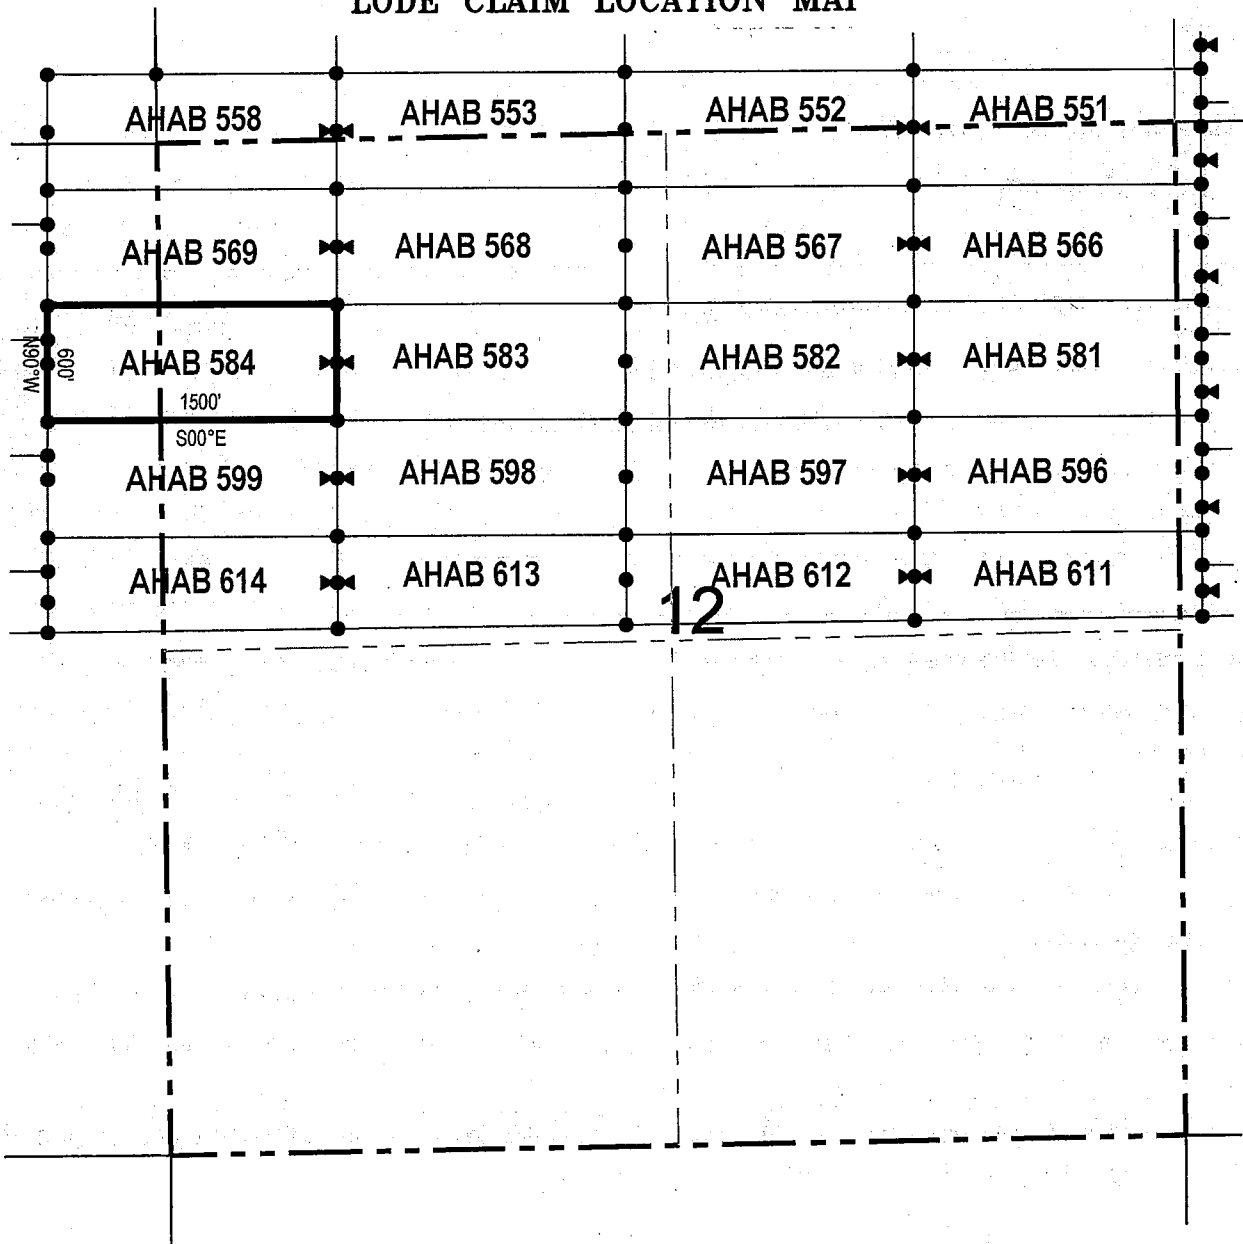 LODE CLAIM LOCATION MAP
AHAB 558 AHAB 553 AHAB 552 AHAB 551
AHAB 569 AHAB 568 AHAB 567 AHAB 566
AHAB 584 AHAB 583 AHAB 582 AHAB 581
N90°W
600'
1500'
S00°E
AHAB 599 AHAB 598 AHAB 597 AHAB 596
AHAB 614 AHAB 613 AHAB 612 AHAB 611
12